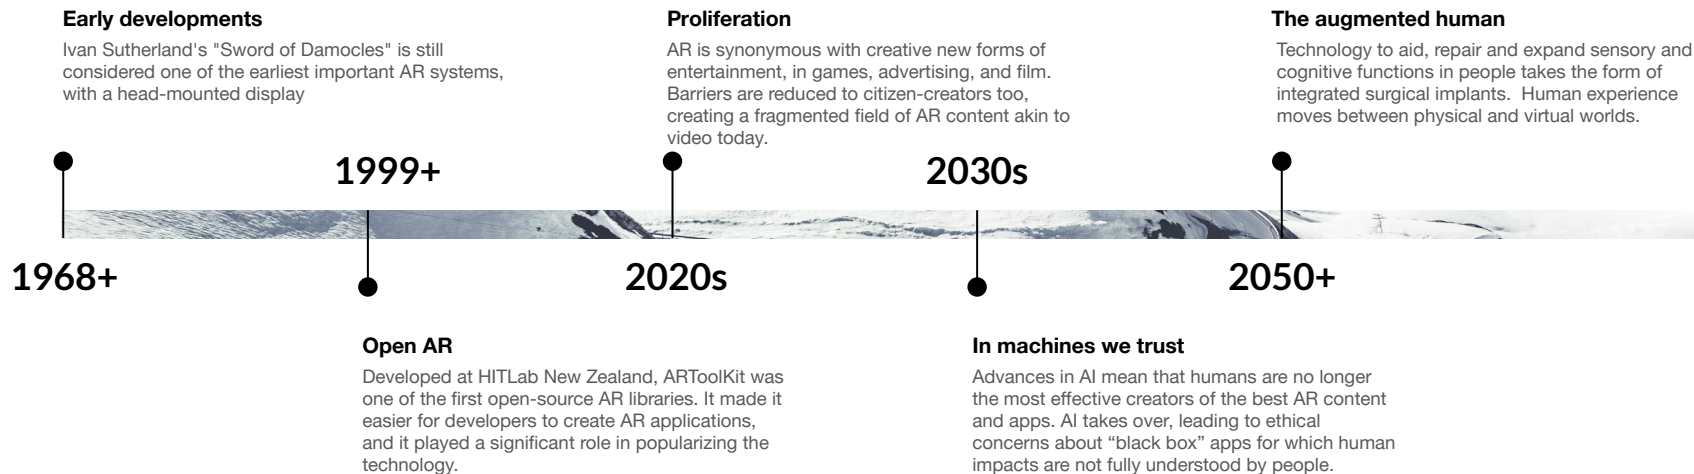 Early developments
Ivan Sutherland's "Sword of Damocles" is still
considered one of the earliest important AR systems,
with a head-mounted display
1968+
1999+
Open AR
Developed at HITLab New Zealand, ARToolKit was
one of the first open-source AR libraries. It made it
easier for developers to create AR applications,
and it played a significant role in popularizing the
technology.
Proliferation
AR is synonymous with creative new forms of
entertainment, in games, advertising, and film.
Barriers are reduced to citizen-creators too,
creating a fragmented field of AR content akin to
video today.
2020s
2030s
In machines we trust
Advances in AI mean that humans are no longer
the most effective creators of the best AR content
and apps. AI takes over, leading to ethical
concerns about “black box” apps for which human
impacts are not fully understood by people.
The augmented human
Technology to aid, repair and expand sensory and
cognitive functions in people takes the form of
integrated surgical implants.  Human experience
moves between physical and virtual worlds.
2050+